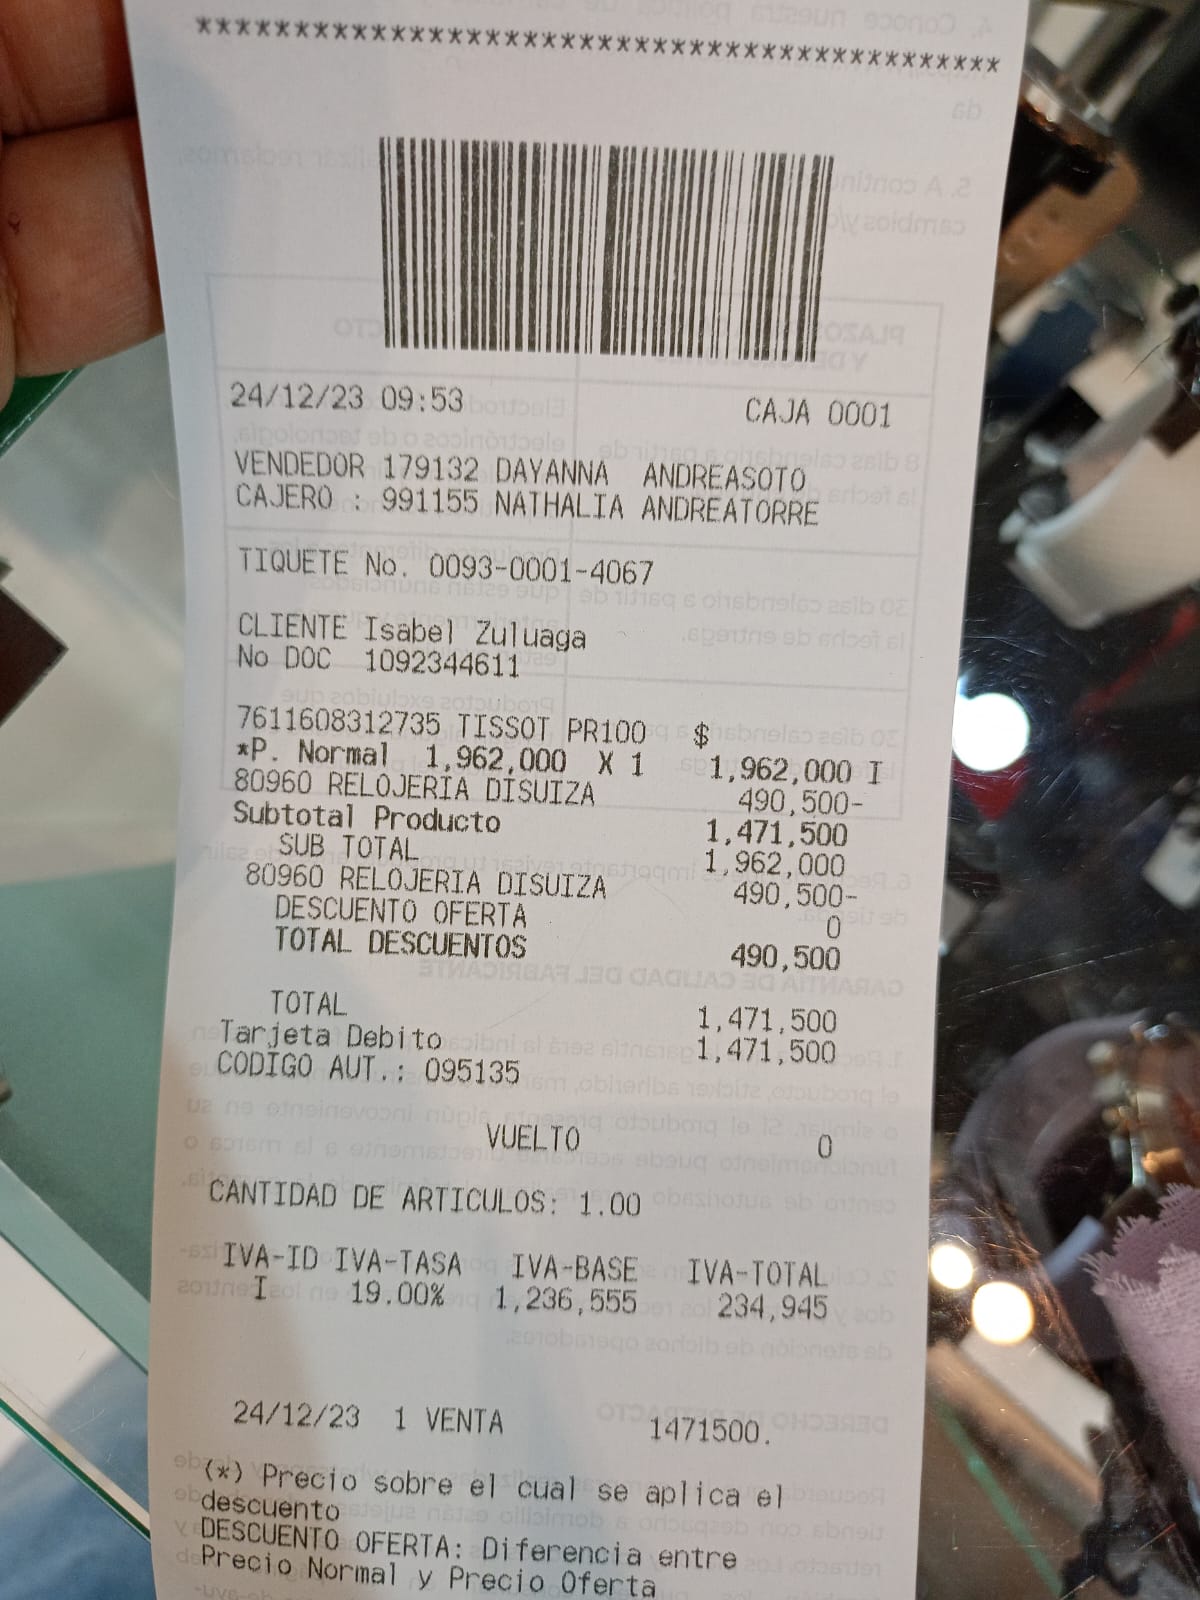 ********************************************
24/12/23 09:53 CAJA 0001
VENDEDOR 179132 DAYANNA ANDREASOTO
CAJERO : 991155 NATHALIA ANDREATORRE
TIQUETE No. 0093-0001-4067
CLIENTE Isabel Zuluaga
No DOC 1092344611
7611608312735 TISSOT PR100 $
*P. Normal 1,962,000 X 1 1,962,000 I
80960 RELOJERIA DISUIZA 490,500-
Subtotal Producto 1,471,500
SUB TOTAL 1,962,000
80960 RELOJERIA DISUIZA 490,500-
DESCUENTO OFERTA 0
TOTAL DESCUENTOS 490,500
TOTAL 1,471,500
Tarjeta Debito 1,471,500
CODIGO AUT.: 095135
VUELTO 0
CANTIDAD DE ARTICULOS: 1.00
IVA-ID IVA-TASA IVA-BASE IVA-TOTAL
I 19.00% 1,236,555 234,945
24/12/23 1 VENTA 1471500.
(*) Precio sobre el cual se aplica el
descuento
DESCUENTO OFERTA: Diferencia entre
Precio Normal y Precio Oferta